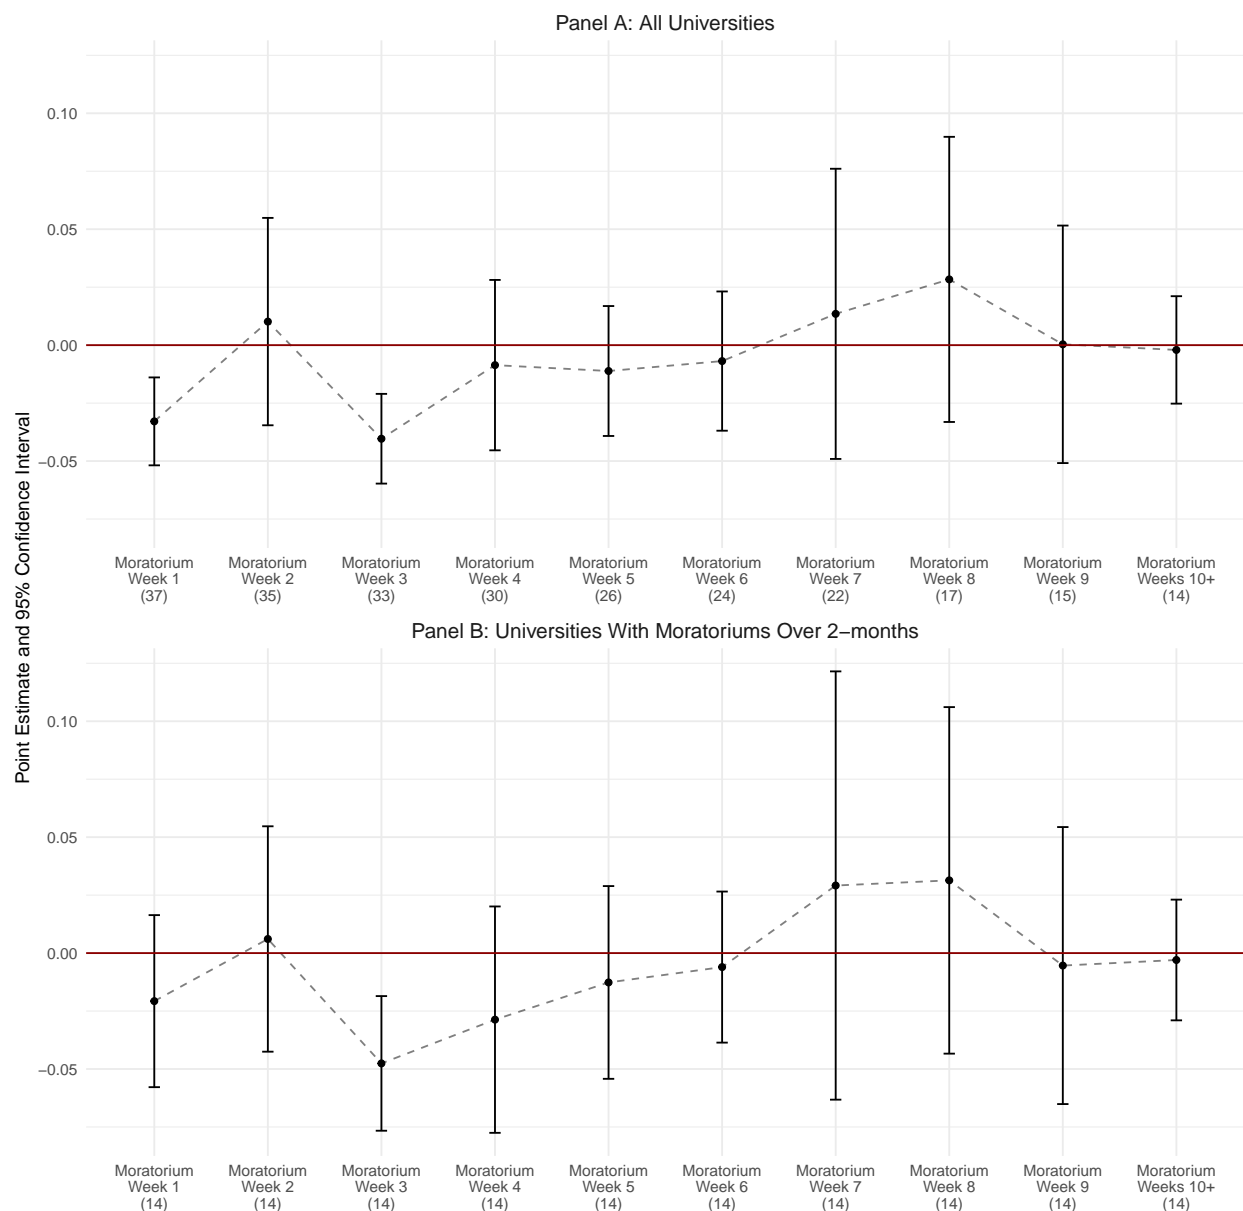 Panel A: All Universities
Point Estimate and 95% Confidence Interval
0.10
0.05
0.00
−0.05
Moratorium Moratorium Moratorium Moratorium Moratorium Moratorium Moratorium Moratorium Moratorium Moratorium
Week 1 Week 2 Week 3 Week 4 Week 5 Week 6 Week 7 Week 8 Week 9 Weeks 10+
(37) (35) (33) (30) (26) (24) (22) (17) (15) (14)
Panel B: Universities With Moratoriums Over 2−months
0.10
0.05
0.00
−0.05
Moratorium Moratorium Moratorium Moratorium Moratorium Moratorium Moratorium Moratorium Moratorium Moratorium
Week 1 Week 2 Week 3 Week 4 Week 5 Week 6 Week 7 Week 8 Week 9 Weeks 10+
(14) (14) (14) (14) (14) (14) (14) (14) (14) (14)